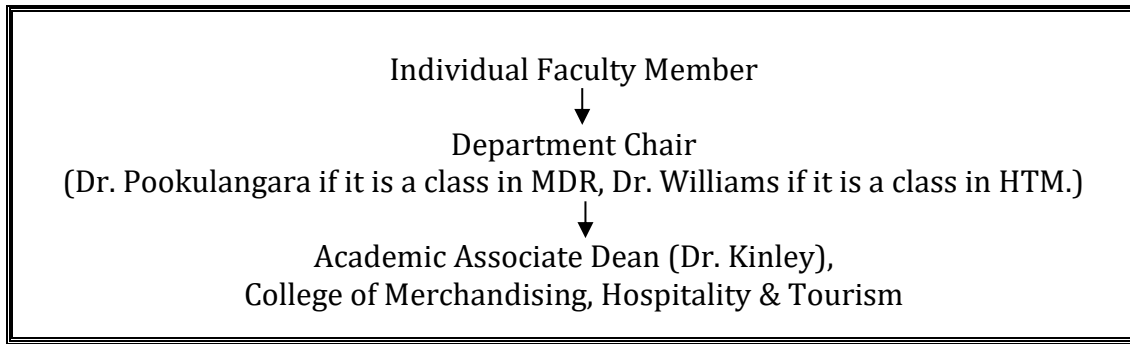 Individual Faculty Member
Department Chair
(Dr. Pookulangara if it is a class in MDR, Dr. Williams if it is a class in HTM.)
Academic Associate Dean (Dr. Kinley),
College of Merchandising, Hospitality & Tourism